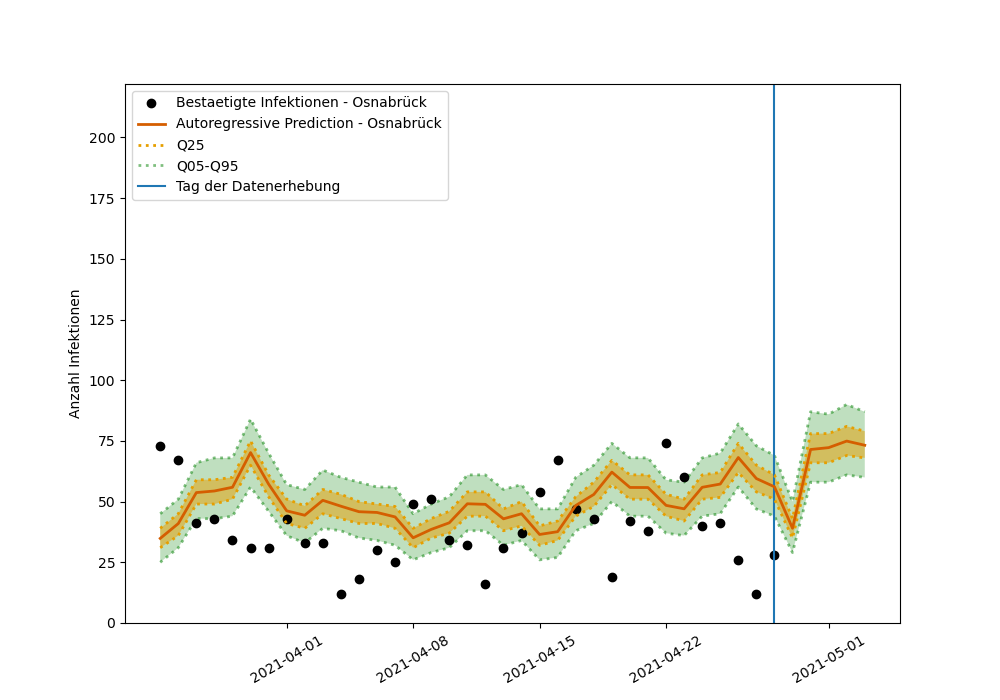 Bestaetigte Infektionen - Osnabrück
Autoregressive Prediction - Osnabrück
Q25
Q05-Q95
Tag der Datenerhebung
Anzahl Infektionen
200
175
150
125
100
75
50
25
0
2021-04-01
2021-04-08
2021-04-15
2021-04-22
2021-05-01